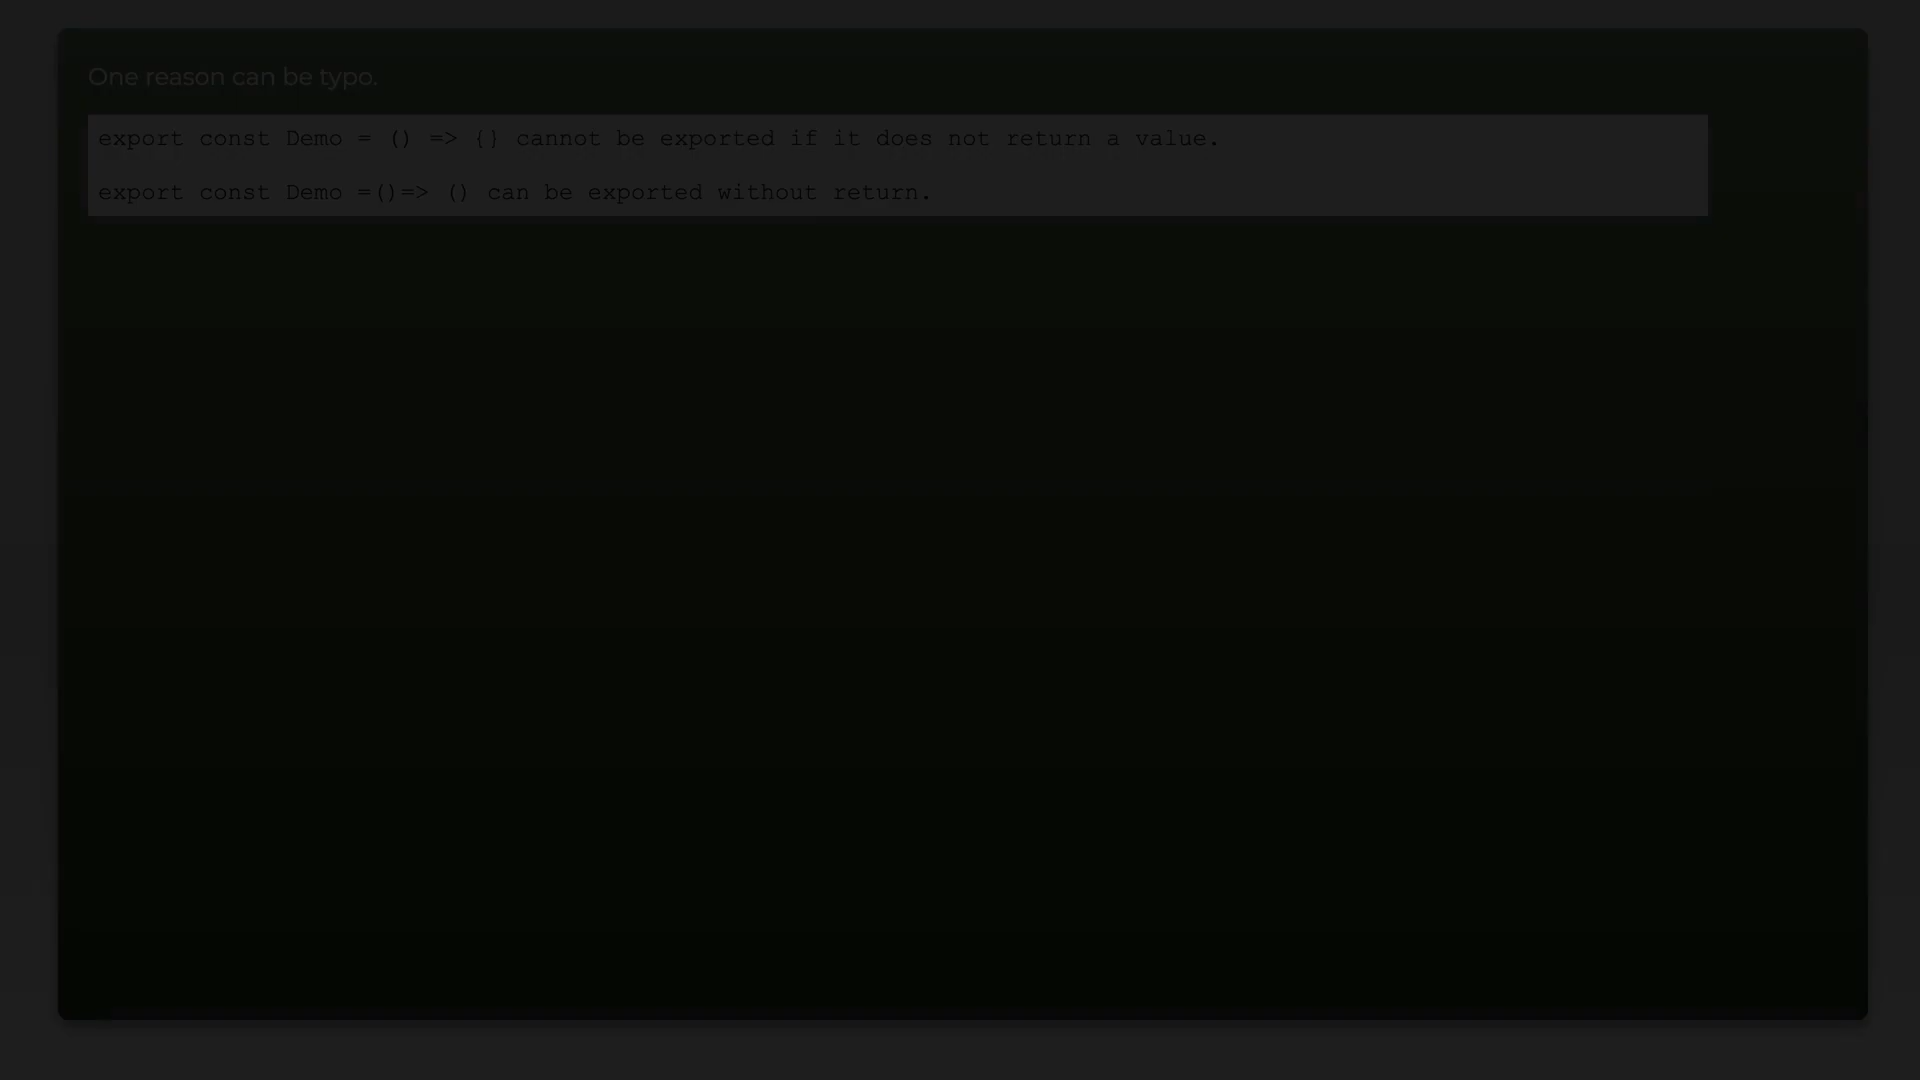 One reason can be typo.
export const Demo = () => {} cannot be exported if it does not return a value.
export const Demo =()=> () can be exported without return.